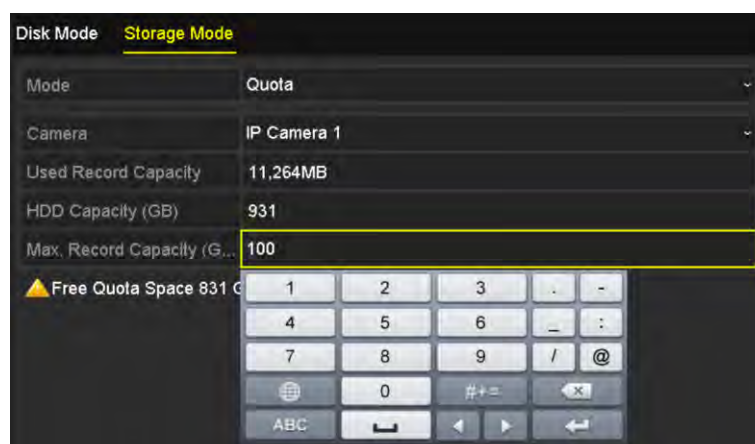 Disk Mode Storage Mode
Mode Quota
Camera IP Camera 1
Used Record Capacity 11,264MB
HDD Capacity (GB) 931
Max. Record Capacity (G... 100
Free Quota Space 831 G
1 2 3 . -
4 5 6 _ :
7 8 9 / @
0 #+=
ABC